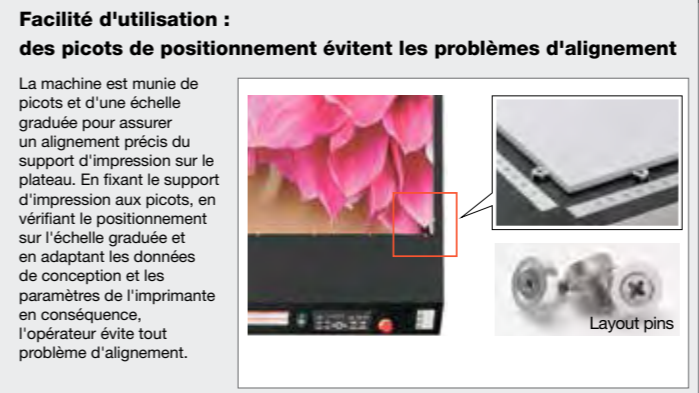 Facilité d'utilisation :
des picots de positionnement évitent les problèmes d'alignement
La machine est munie de
picots et d'une échelle
graduée pour assurer
un alignement précis du
support d'impression sur le
plateau. En fixant le support
d'impression aux picots, en
vérifiant le positionnement
sur l'échelle graduée et
en adaptant les données
de conception et les
paramètres de l'imprimante
en conséquence,
l'opérateur évite tout
problème d'alignement.
Layout pins